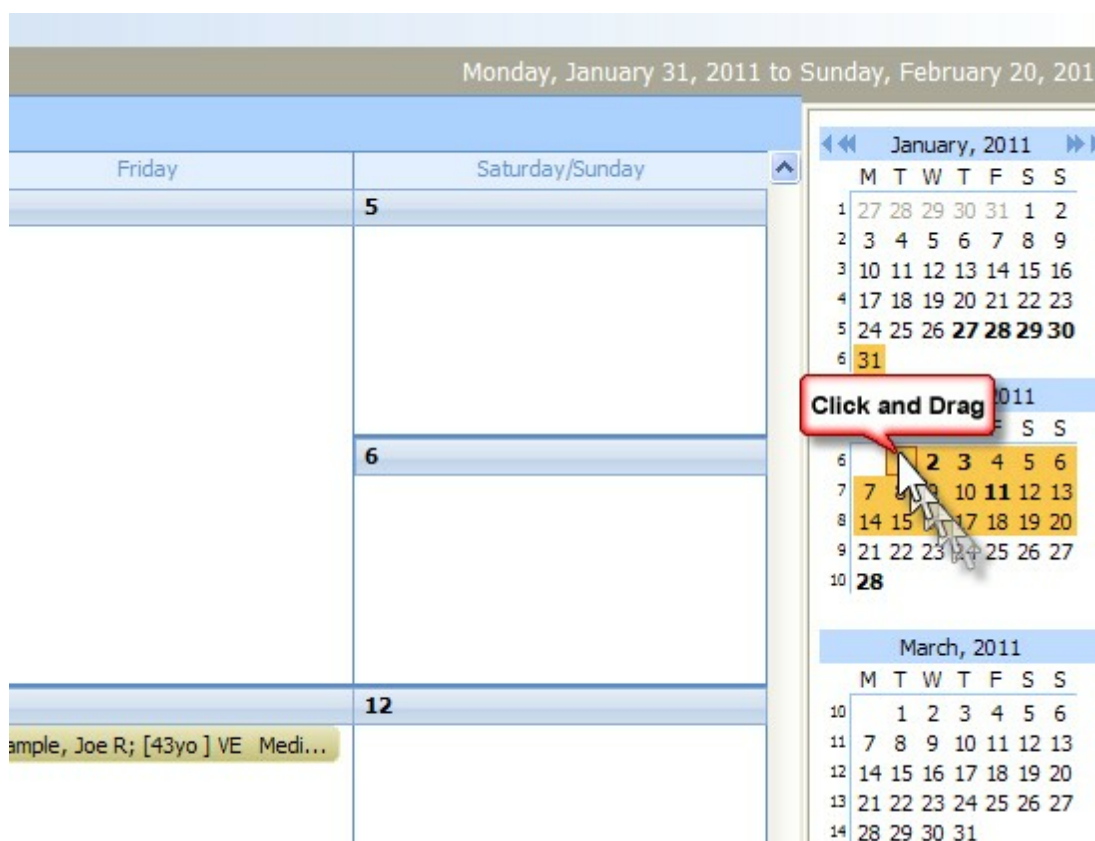 Monday, January 31, 2011 to Sunday, February 20, 201
Friday
Saturday/Sunday
5
6
12
ample, Joe R; [43yo ] VE Medi...
January, 2011
M T W T F S S
1 27 28 29 30 31 1 2
2 3 4 5 6 7 8 9
3 10 11 12 13 14 15 16
4 17 18 19 20 21 22 23
5 24 25 26 27 28 29 30
6 31
Click and Drag
2011
F S S
6 2 3 4 5 6
7 7 8 9 10 11 12 13
8 14 15 17 18 19 20
9 21 22 23 24 25 26 27
10 28
March, 2011
M T W T F S S
10 1 2 3 4 5 6
11 7 8 9 10 11 12 13
12 14 15 16 17 18 19 20
13 21 22 23 24 25 26 27
14 28 29 30 31